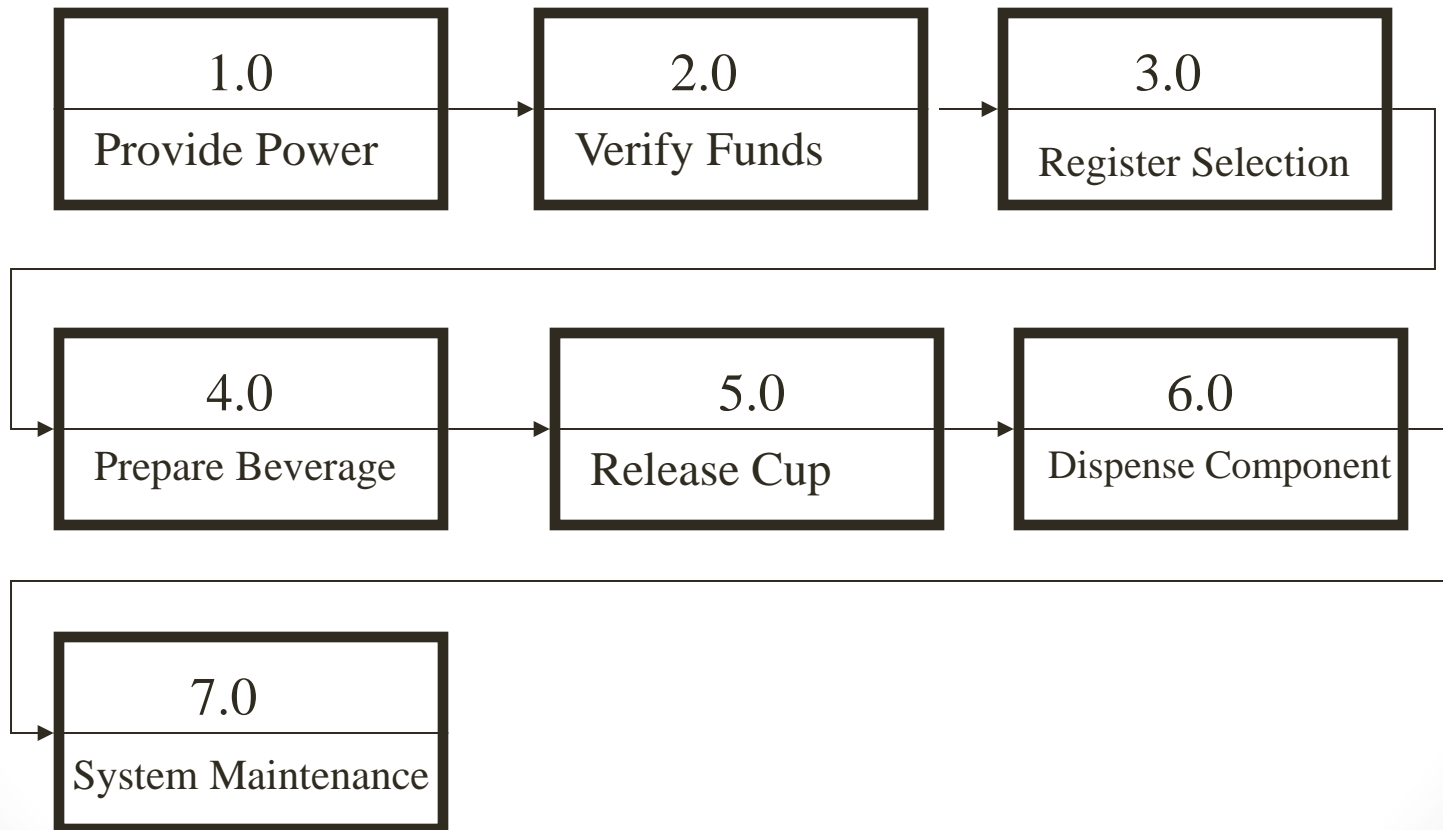 1.0
Provide Power
2.0
Verify Funds
3.0
Register Selection
4.0
Prepare Beverage
5.0
Release Cup
6.0
Dispense Component
7.0
System Maintenance